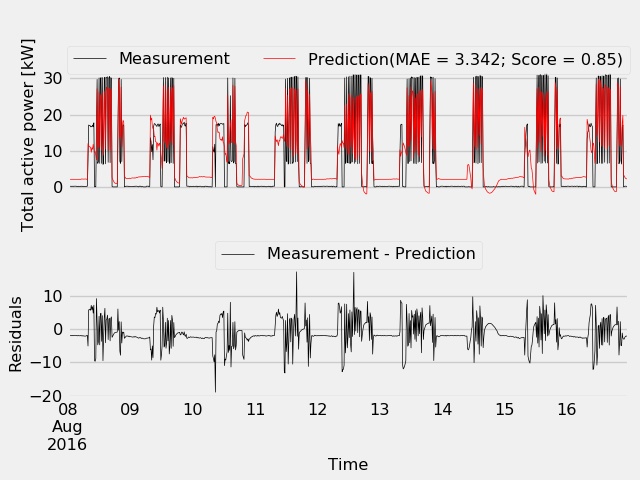 Measurement
Prediction(MAE = 3.342; Score = 0.85)
Total active power [kW]
30
20
10
0
Measurement - Prediction
Residuals
10
0
−10
−20
08 09 10 11 12 13 14 15 16
Aug
2016
Time